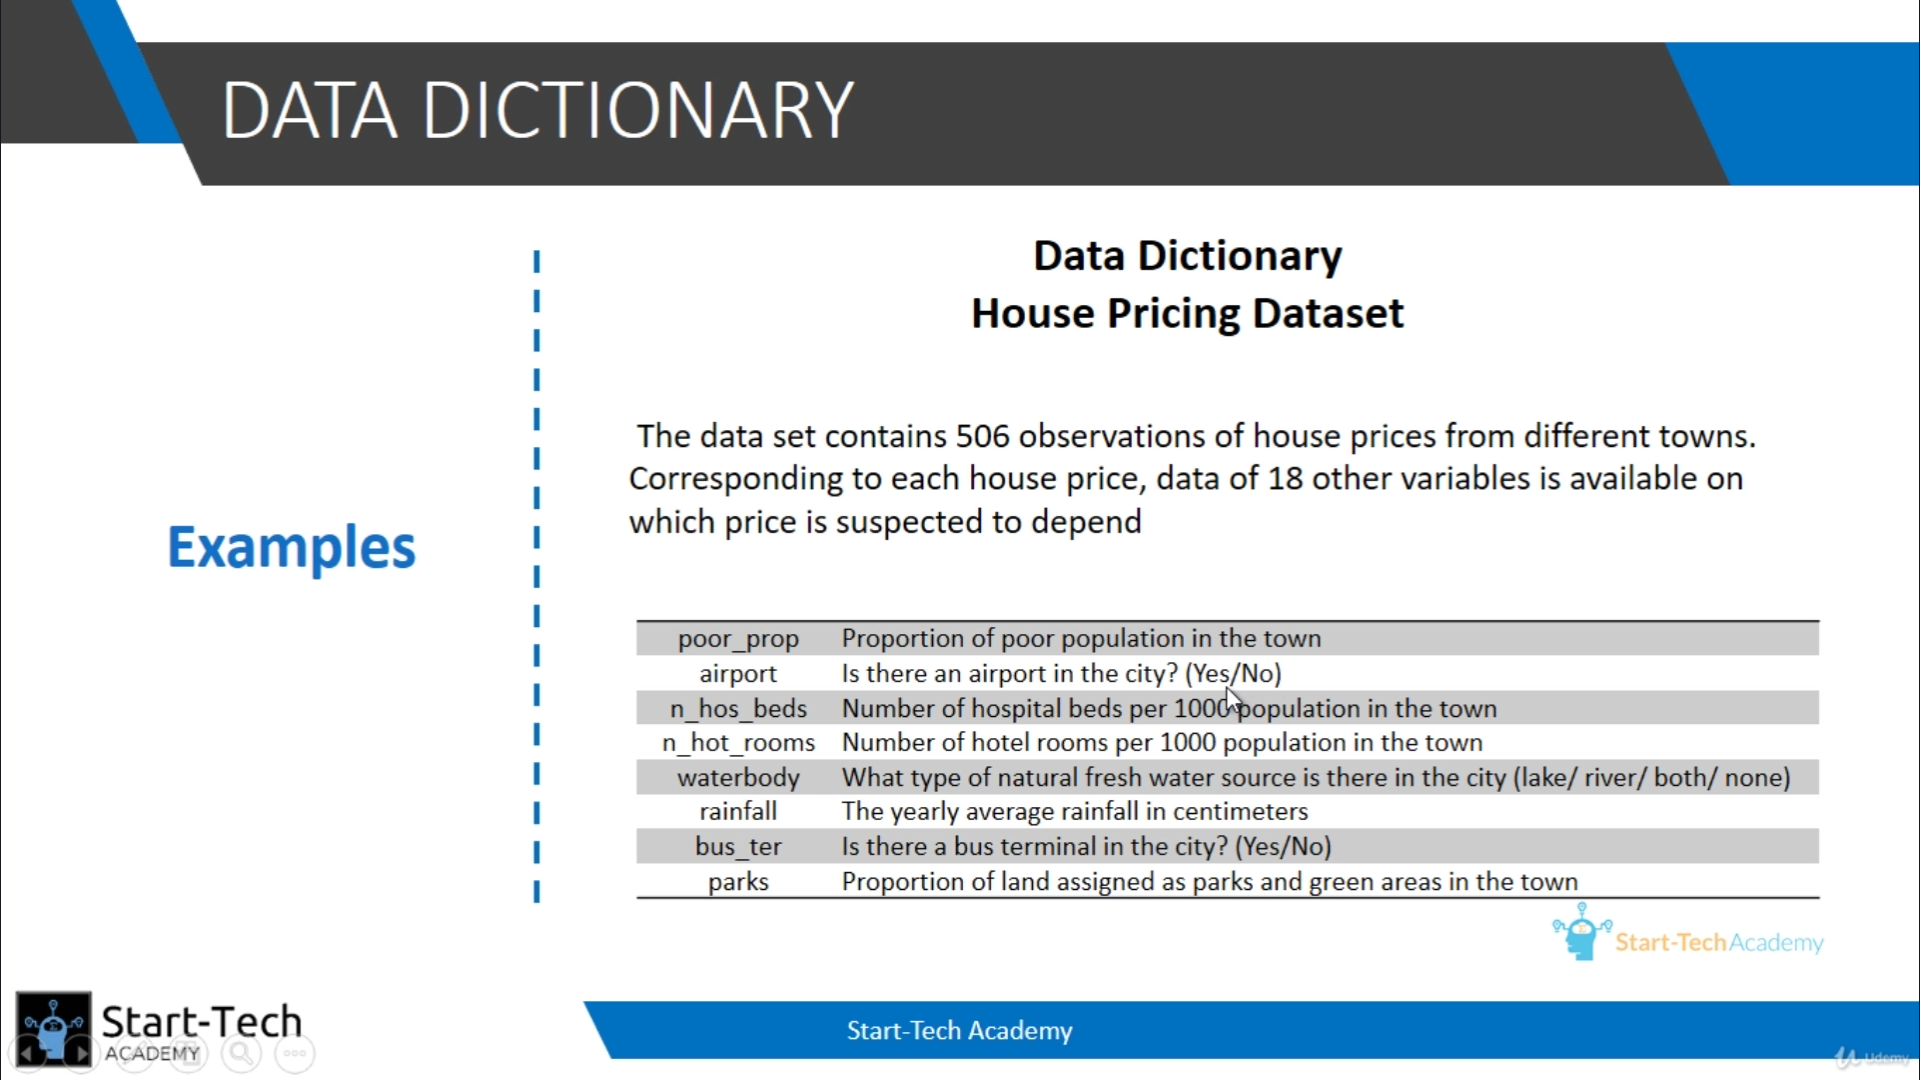 DATA DICTIONARY
Data Dictionary
House Pricing Dataset
The data set contains 506 observations of house prices from different towns.
Corresponding to each house price, data of 18 other variables is available on
which price is suspected to depend
Examples
poor_prop Proportion of poor population in the town
airport Is there an airport in the city? (Yes/No)
n_hos_beds Number of hospital beds per 1000 population in the town
n_hot_rooms Number of hotel rooms per 1000 population in the town
waterbody What type of natural fresh water source is there in the city (lake/ river/ both/ none)
rainfall The yearly average rainfall in centimeters
bus_ter Is there a bus terminal in the city? (Yes/No)
parks Proportion of land assigned as parks and green areas in the town
Start-TechAcademy
Start-Tech
ACADEMY
Start-Tech Academy
Udemy